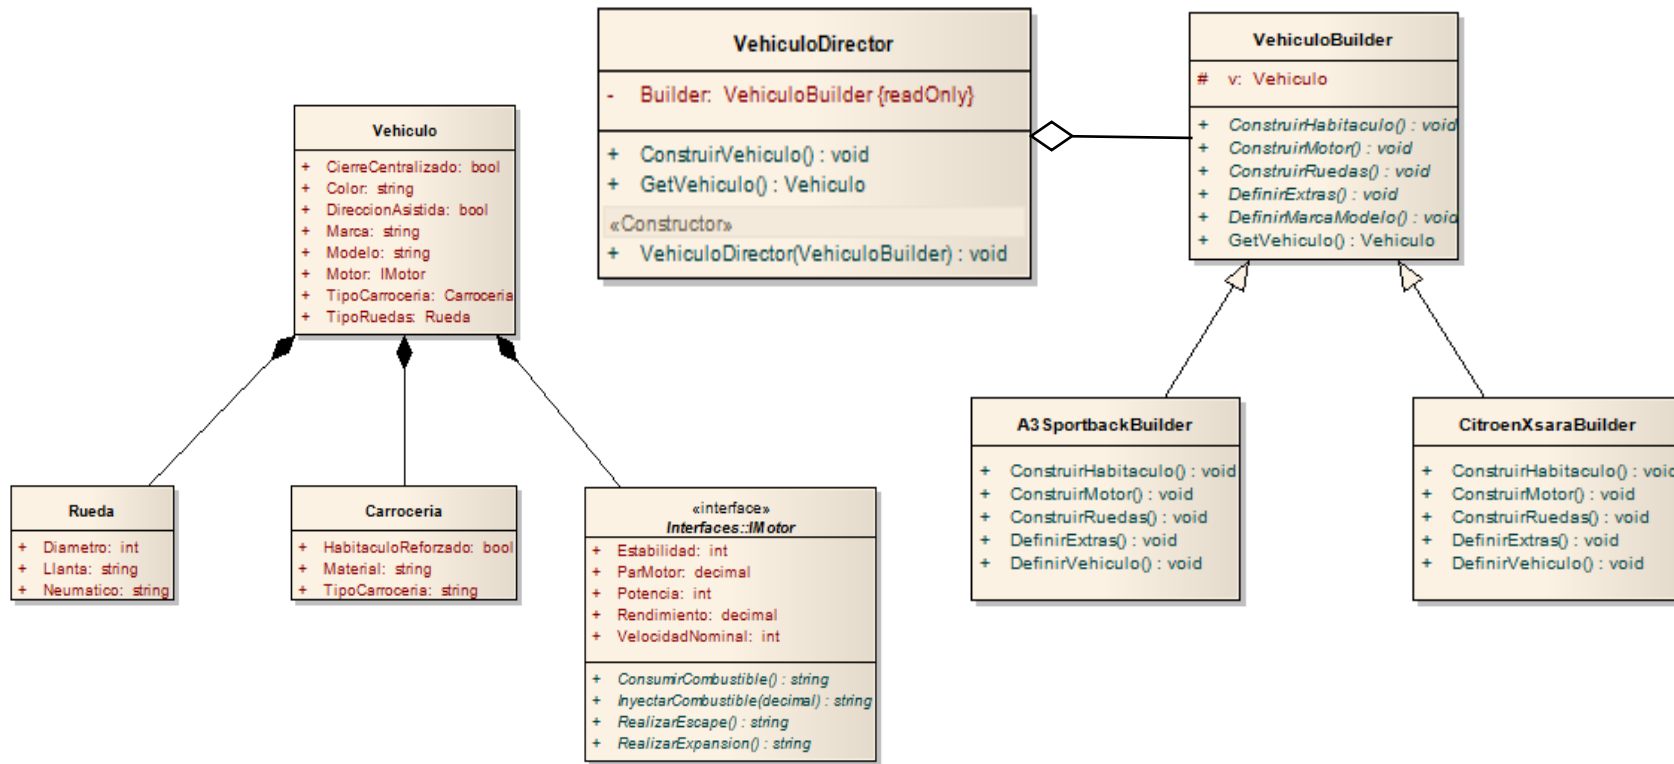 VehiculoDirector
- Builder: VehiculoBuilder {readOnly}
+ ConstruirVehiculo() : void
+ GetVehiculo() : Vehiculo
«Constructor»
+ VehiculoDirector(VehiculoBuilder) : void
VehiculoBuilder
# v: Vehiculo
+ ConstruirHabitaculo() : void
+ ConstruirMotor() : void
+ ConstruirRuedas() : void
+ DefinirExtras() : void
+ DefinirMarcaModelo() : void
+ GetVehiculo() : Vehiculo
Vehiculo
+ CierreCentralizado: bool
+ Color: string
+ DireccionAsistida: bool
+ Marca: string
+ Modelo: string
+ Motor: IMotor
+ TipoCarroceria: Carroceria
+ TipoRuedas: Rueda
A3SportbackBuilder
+ ConstruirHabitaculo() : void
+ ConstruirMotor() : void
+ ConstruirRuedas() : void
+ DefinirExtras() : void
+ DefinirVehiculo() : void
CitroenXsaraBuilder
+ ConstruirHabitaculo() : void
+ ConstruirMotor() : void
+ ConstruirRuedas() : void
+ DefinirExtras() : void
+ DefinirVehiculo() : void
Rueda
+ Diametro: int
+ Llanta: string
+ Neumatico: string
Carroceria
+ HabitaculoReforzado: bool
+ Material: string
+ TipoCarroceria: string
«interface»
Interfaces::IMotor
+ Estabilidad: int
+ ParMotor: decimal
+ Potencia: int
+ Rendimiento: decimal
+ VelocidadNominal: int
+ ConsumirCombustible() : string
+ InyectarCombustible(decimal) : string
+ RealizarEscape() : string
+ RealizarExpansion() : string